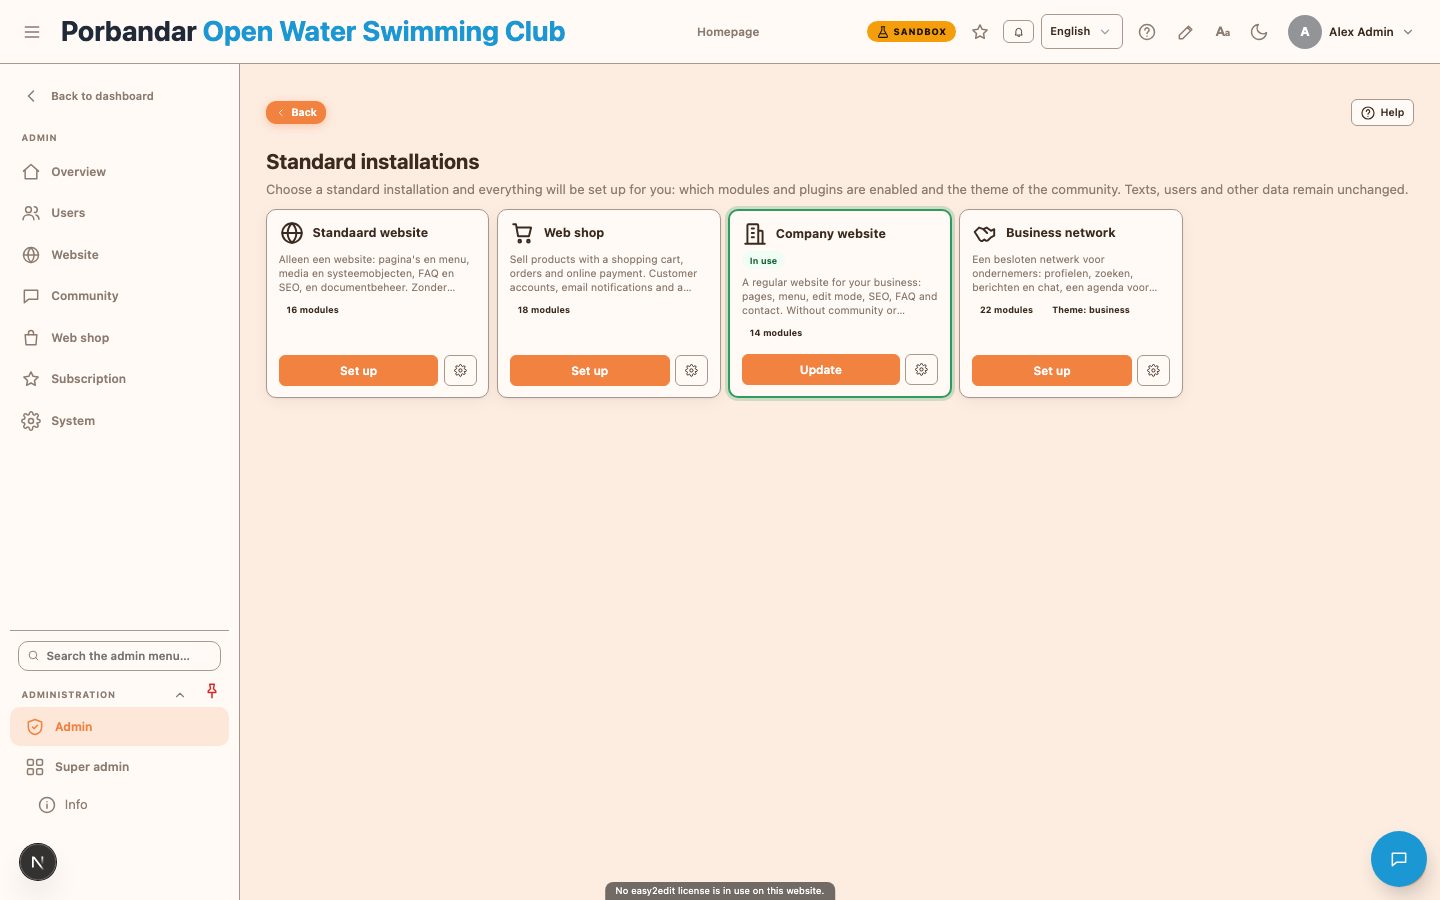 Porbandar Open Water Swimming Club
Homepage
SANDBOX
English
Aa
A
Alex Admin
Back to dashboard
ADMIN
Overview
Users
Website
Community
Web shop
Subscription
System
Search the admin menu...
ADMINISTRATION
Admin
Super admin
Info
N
Back
Help
Standard installations
Choose a standard installation and everything will be set up for you: which modules and plugins are enabled and the theme of the community. Texts, users and other data remain unchanged.
Standaard website
Alleen een website: pagina's en menu,
media en systeemobjecten, FAQ en
SEO, en documentbeheer. Zonder...
16 modules
Set up
Web shop
Sell products with a shopping cart,
orders and online payment. Customer
accounts, email notifications and a...
18 modules
Set up
Company website
In use
A regular website for your business:
pages, menu, edit mode, SEO, FAQ and
contact. Without community or...
14 modules
Update
Business network
Een besloten netwerk voor
ondernemers: profielen, zoeken,
berichten en chat, een agenda voor...
22 modules
Theme: business
Set up
No easy2edit license is in use on this website.